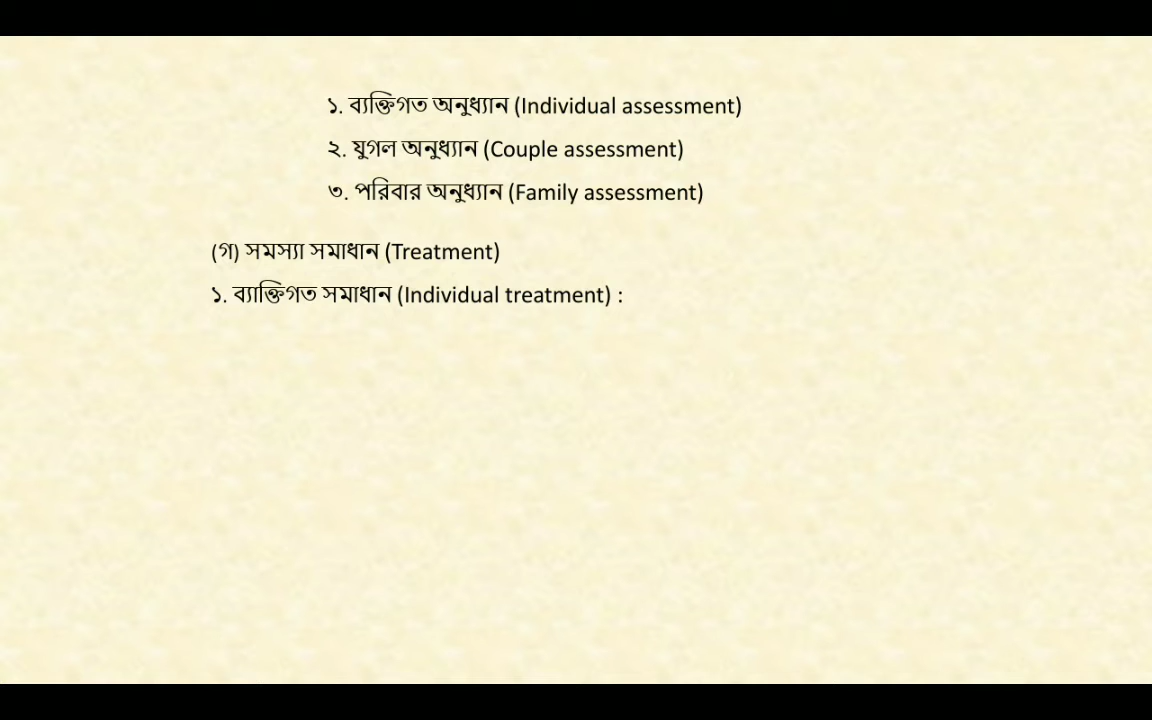 ১. ব্যক্তিগত অনুধ্যান (Individual assessment)
২. যুগল অনুধ্যান (Couple assessment)
৩. পরিবার অনুধ্যান (Family assessment)
(গ) সমস্যা সমাধান (Treatment)
১. ব্যাক্তিগত সমাধান (Individual treatment) :